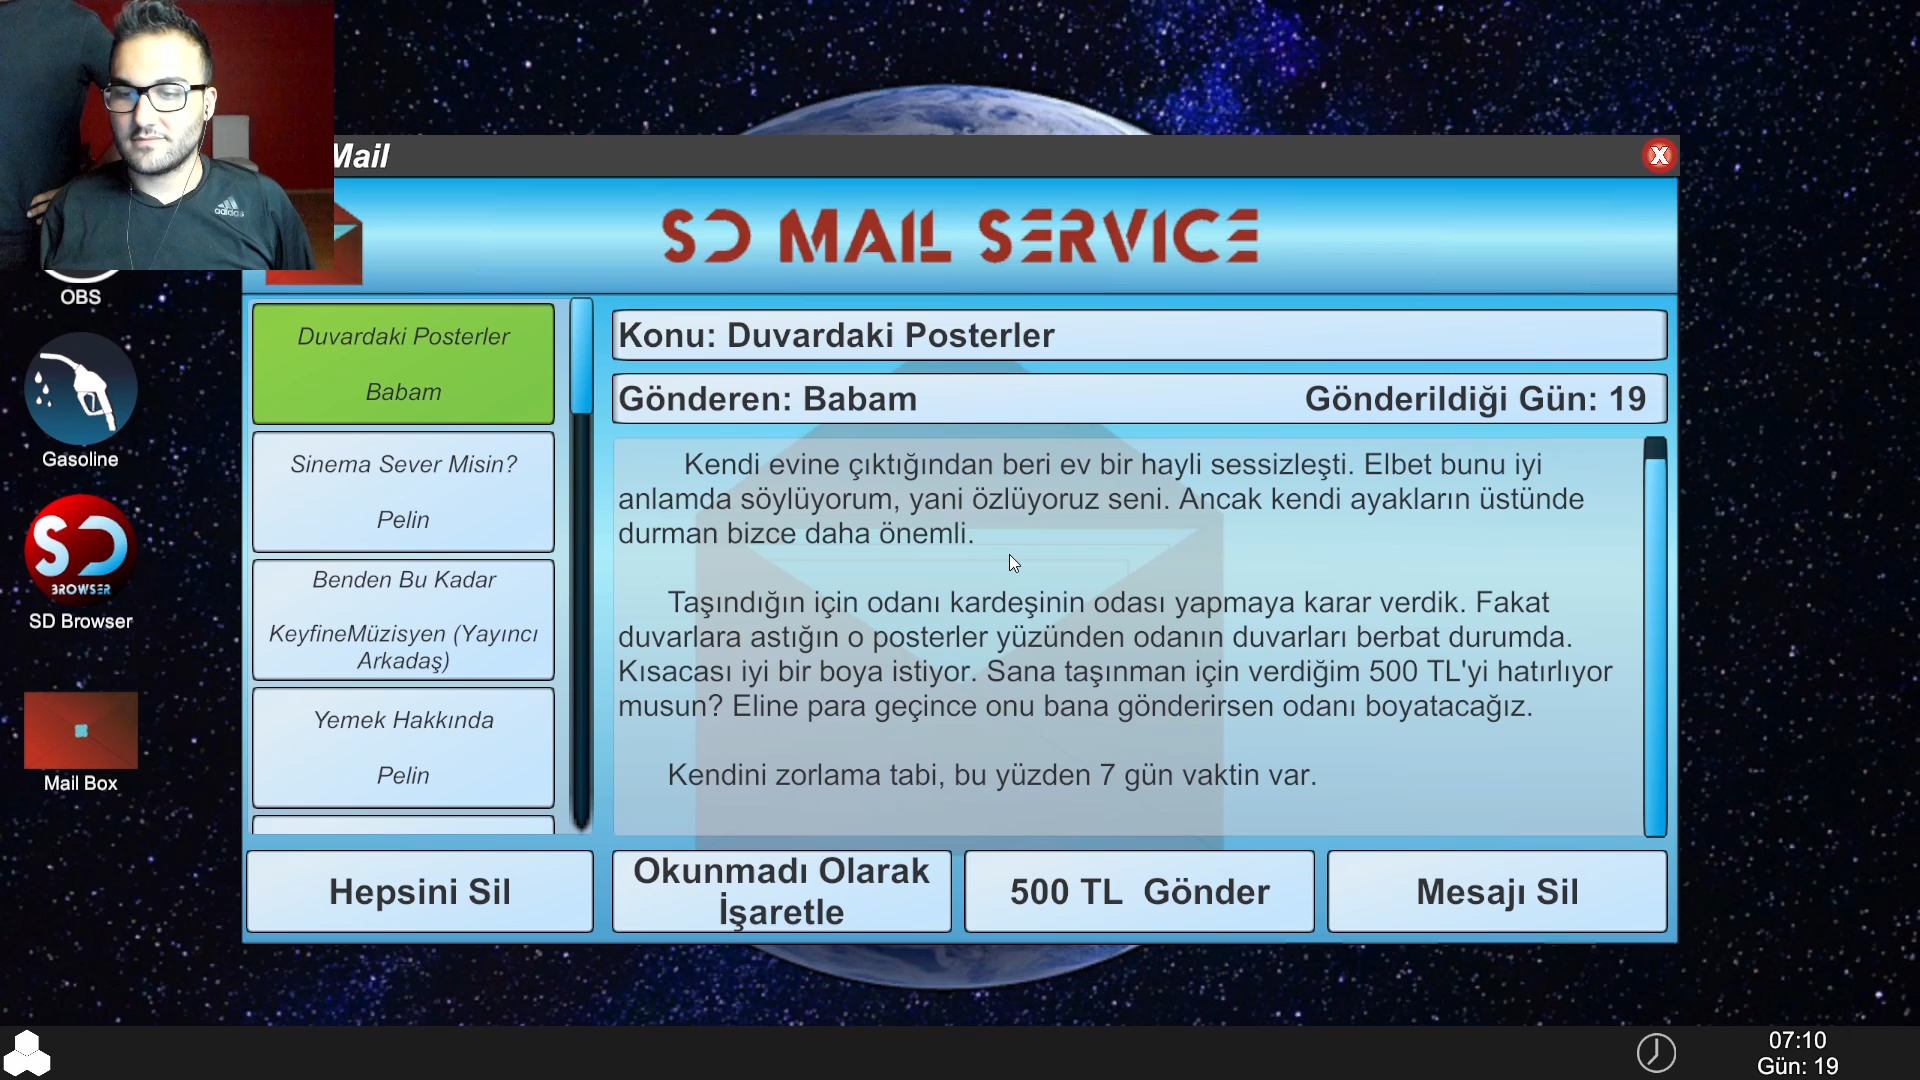 adidas
Mail
SD MAIL SERVICE
OBS
Gasoline
BROWSER
SD Browser
Mail Box
Duvardaki Posterler
Babam
Sinema Sever Misin?
Pelin
Benden Bu Kadar
KeyfineMüzisyen (Yayıncı
Arkadaş)
Yemek Hakkında
Pelin
Konu: Duvardaki Posterler
Gönderen: Babam
Gönderildiği Gün: 19
Kendi evine çıktığından beri ev bir hayli sessizleşti. Elbet bunu iyi
anlamda söylüyorum, yani özlüyoruz seni. Ancak kendi ayakların üstünde
durman bizce daha önemli.
Taşındığın için odanı kardeşinin odası yapmaya karar verdik. Fakat
duvarlara astığın o posterler yüzünden odanın duvarları berbat durumda.
Kısacası iyi bir boya istiyor. Sana taşınman için verdiğim 500 TL'yi hatırlıyor
musun? Eline para geçince onu bana gönderirsen odanı boyatacağız.
Kendini zorlama tabi, bu yüzden 7 gün vaktin var.
Hepsini Sil
Okunmadı Olarak
İşaretle
500 TL Gönder
Mesajı Sil
07:10
Gün: 19